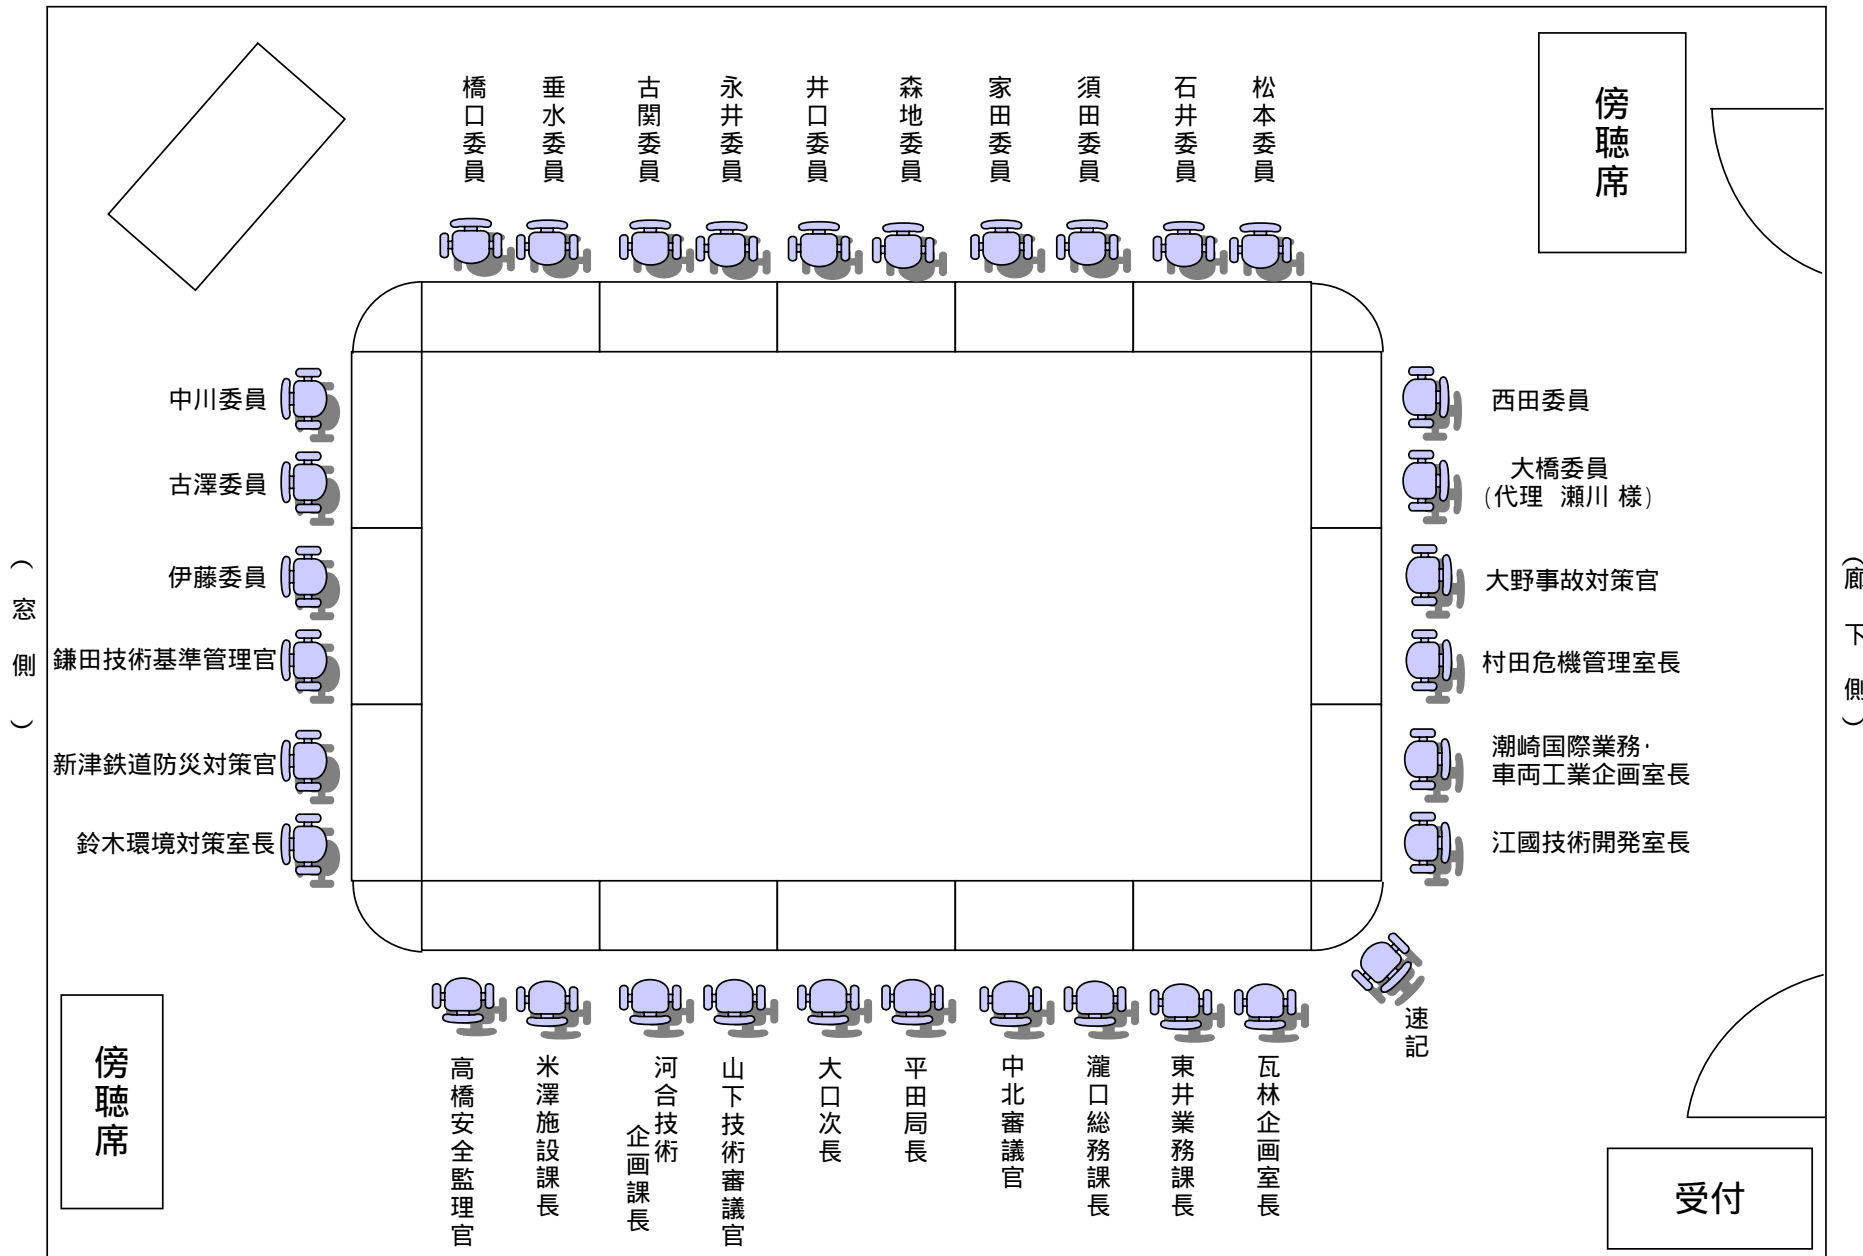 橋口委員
垂水委員
古関委員
永井委員
井口委員
森地委員
家田委員
須田委員
石井委員
松本委員
傍聴席
中川委員
古澤委員
伊藤委員
鎌田技術基準管理官
新津鉄道防災対策官
鈴木環境対策室長
（窓側）
西田委員
大橋委員
(代理 瀬川 様)
大野事故対策官
村田危機管理室長
潮崎国際業務・
車両工業企画室長
江國技術開発室長
（廊下側）
速記
高橋安全監理官
米澤施設課長
河合技術
企画課長
山下技術審議官
大口次長
平田局長
中北審議官
瀧口総務課長
東井業務課長
瓦林企画室長
傍聴席
受付